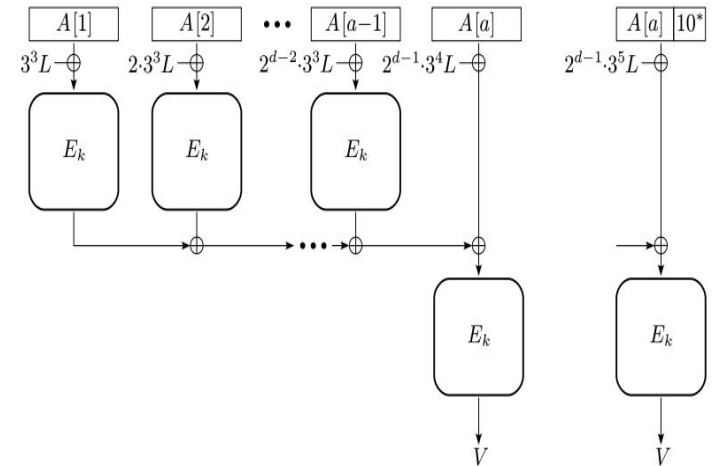 A[1] A[2] ••• A[a−1] A[a] A[a] 10*
3³L 2·3³L 2^{d−2}·3³L 2^{d−1}·3⁴L 2^{d−1}·3⁵L
E_k E_k E_k
•••
E_k E_k
V V